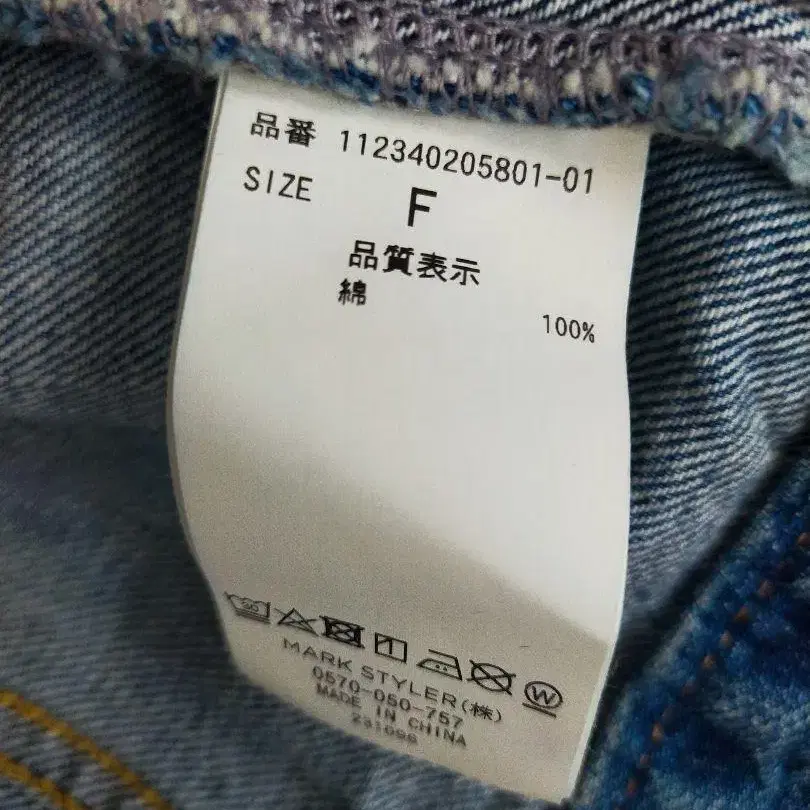 品番 112340205801-01
SIZE F
品質表示
綿 100%
MARK STYLER(株)
0570-050-757
MADE IN CHINA